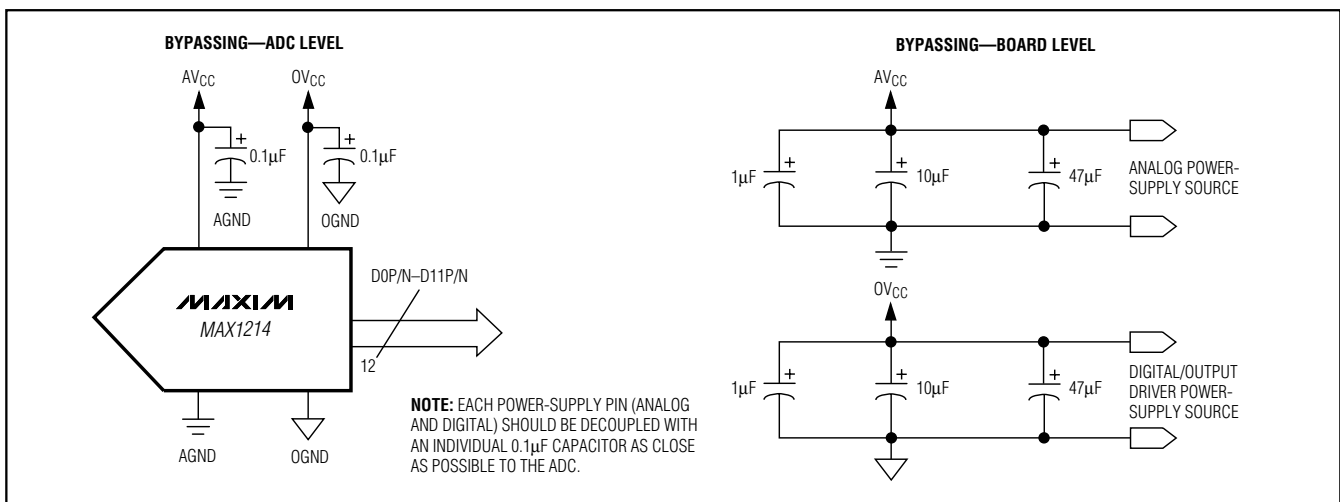 BYPASSING—ADC LEVEL
AVCC
OVCC
0.1µF
0.1µF
AGND
OGND
D0P/N–D11P/N
MAXIM
MAX1214
12
AGND
OGND
NOTE: EACH POWER-SUPPLY PIN (ANALOG
AND DIGITAL) SHOULD BE DECOUPLED WITH
AN INDIVIDUAL 0.1µF CAPACITOR AS CLOSE
AS POSSIBLE TO THE ADC.
BYPASSING—BOARD LEVEL
AVCC
1µF
10µF
47µF
ANALOG POWER-
SUPPLY SOURCE
OVCC
1µF
10µF
47µF
DIGITAL/OUTPUT
DRIVER POWER-
SUPPLY SOURCE